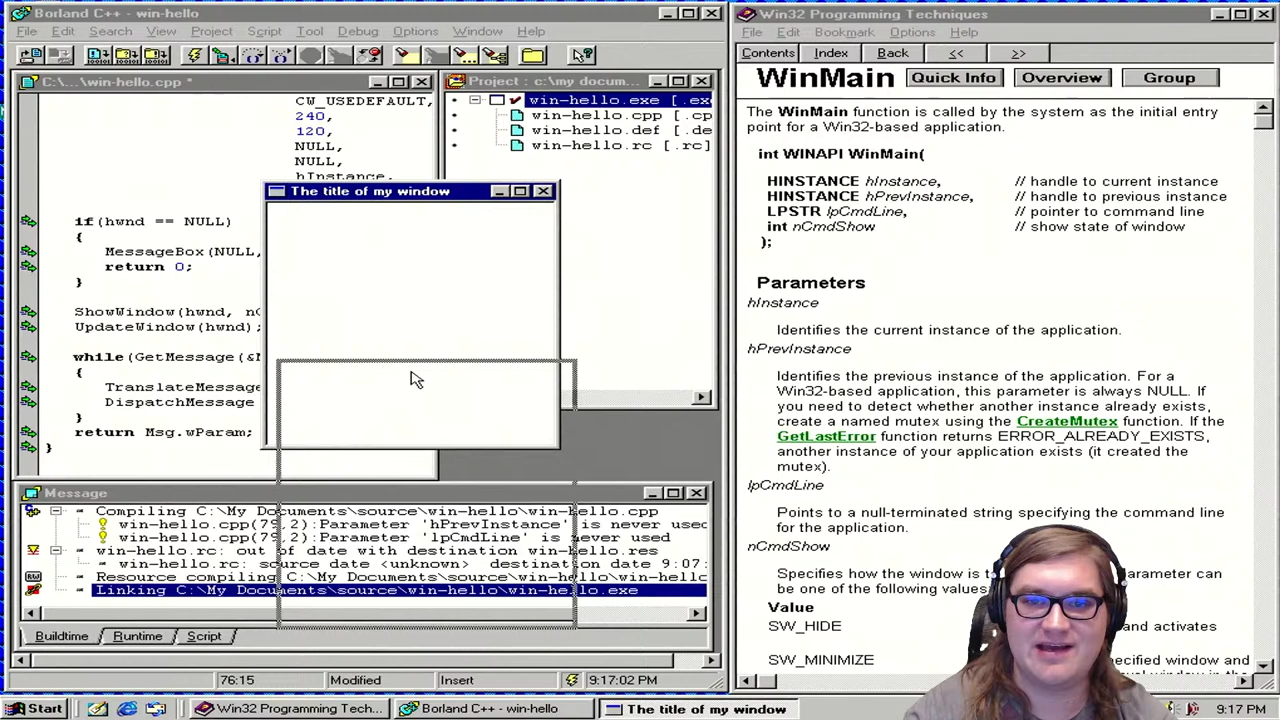 Borland C++ - win-hello
File Edit Search View Project Script Tool Debug Options Window Help
C:\...\win-hello.cpp *
CW_USEDEFAULT,
240,
120,
NULL,
NULL,
hInstance,
if(hwnd == NULL)
{
MessageBox(NULL,
return 0;
}
ShowWindow(hwnd, n
UpdateWindow(hwnd);
while(GetMessage(&
{
TranslateMessage
DispatchMessage
}
return Msg.wParam;
}
Project : c:\my docum...
win-hello.exe [.ex
win-hello.cpp [.cp
win-hello.def [.de
win-hello.rc [.rc]
The title of my window
Message
Compiling C:\My Documents\source\win-hello\win-hello.cpp
win-hello.cpp(79,2):Parameter 'hPrevInstance' is never used
win-hello.cpp(79,2):Parameter 'lpCmdLine' is never used
win-hello.rc: out of date with destination win-hello.res
win-hello.rc: source date <unknown> destination date 9:07:
Resource compiling C:\My Documents\source\win-hello\win-hello
Linking C:\My Documents\source\win-hello\win-hello.exe
Buildtime Runtime Script
76:15 Modified Insert 9:17:02 PM
Win32 Programming Techniques
File Edit Bookmark Options Help
Contents Index Back << >>
WinMain Quick Info Overview Group
The WinMain function is called by the system as the initial entry
point for a Win32-based application.
int WINAPI WinMain(
HINSTANCE hInstance, // handle to current instance
HINSTANCE hPrevInstance, // handle to previous instance
LPSTR lpCmdLine, // pointer to command line
int nCmdShow // show state of window
);
Parameters
hInstance
Identifies the current instance of the application.
hPrevInstance
Identifies the previous instance of the application. For a
Win32-based application, this parameter is always NULL. If
you need to detect whether another instance already exists,
create a named mutex using the CreateMutex function. If the
GetLastError function returns ERROR_ALREADY_EXISTS,
another instance of your application exists (it created the
mutex).
lpCmdLine
Points to a null-terminated string specifying the command line
for the application.
nCmdShow
Specifies how the window is t parameter can
be one of the following values
Value
SW_HIDE and activates
SW_MINIMIZE ecified window and
Start Win32 Programming Tech... Borland C++ - win-hello The title of my window 9:17 PM